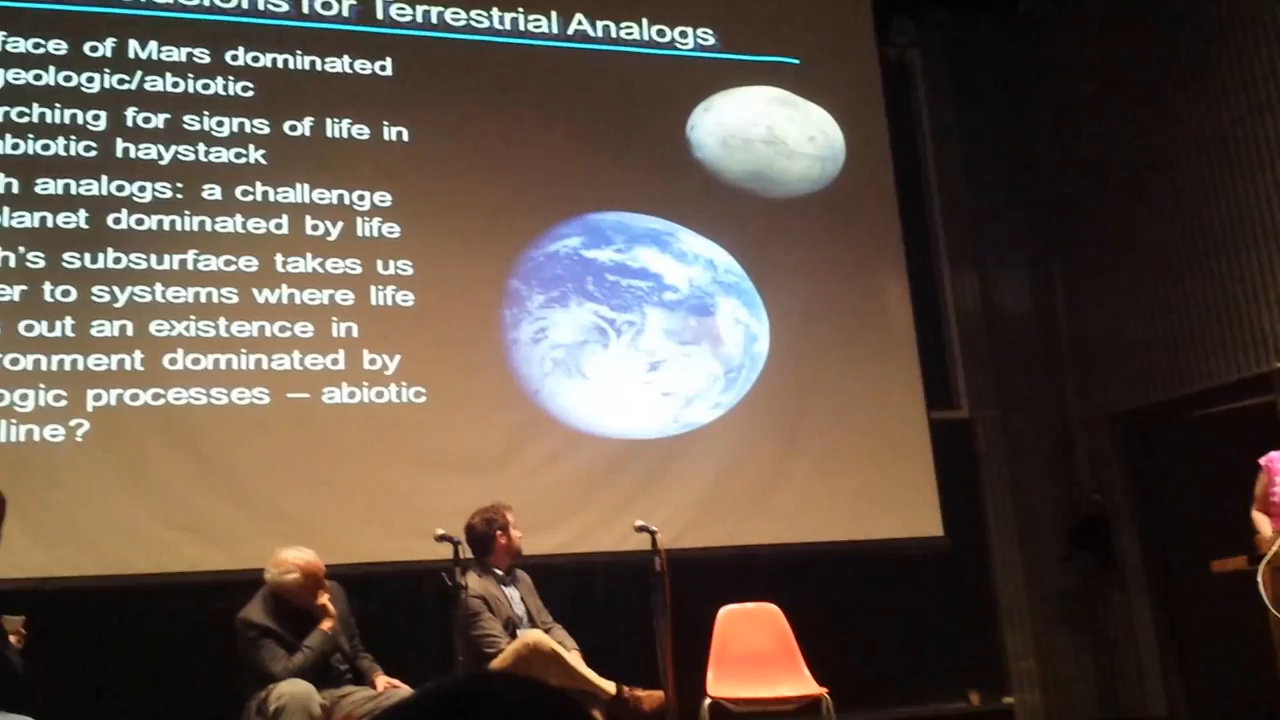 usions for Terrestrial Analogs
face of Mars dominated
geologic/abiotic
rching for signs of life in
abiotic haystack
h analogs: a challenge
planet dominated by life
h's subsurface takes us
er to systems where life
out an existence in
ronment dominated by
ogic processes – abiotic
line?